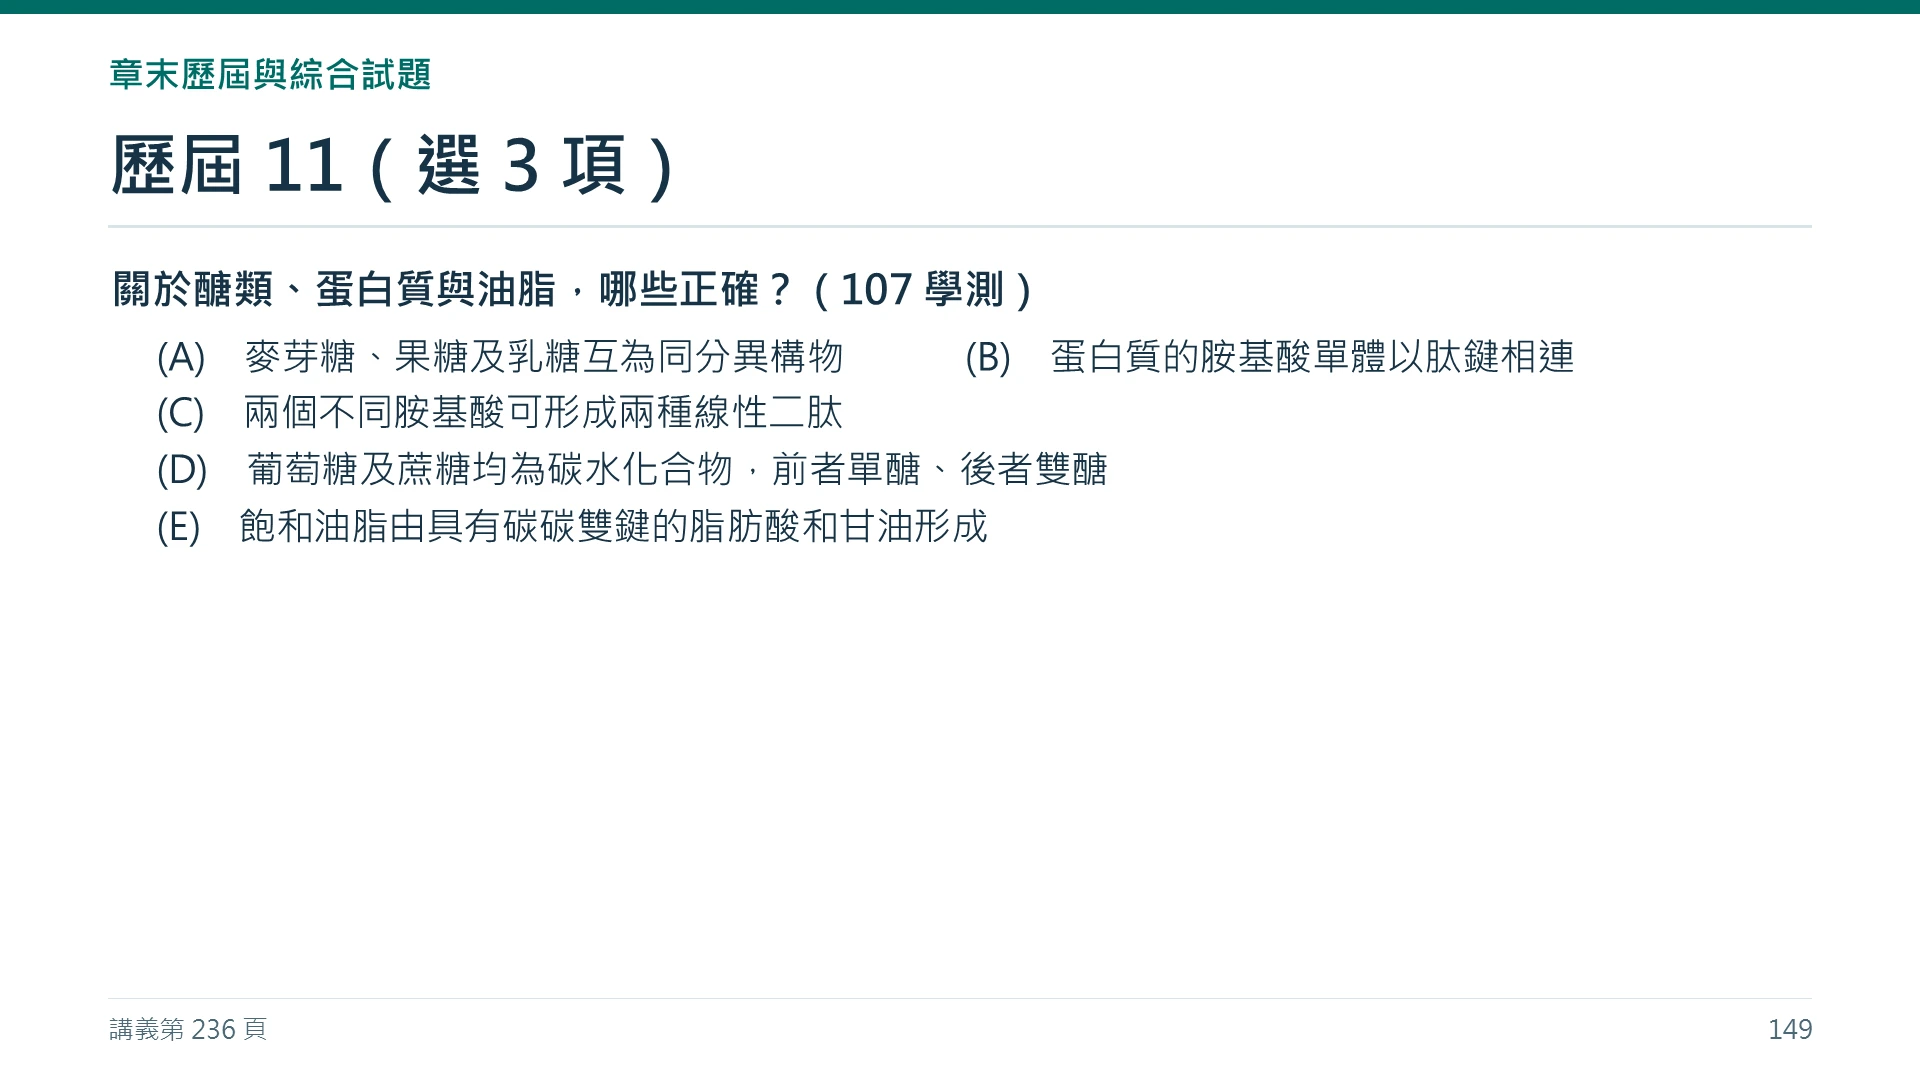 章末歷屆與綜合試題
歷屆 11（選 3 項）
關於醣類、蛋白質與油脂，哪些正確？（107 學測）
(A) 麥芽糖、果糖及乳糖互為同分異構物 (B) 蛋白質的胺基酸單體以肽鍵相連
(C) 兩個不同胺基酸可形成兩種線性二肽
(D) 葡萄糖及蔗糖均為碳水化合物，前者單醣、後者雙醣
(E) 飽和油脂由具有碳碳雙鍵的脂肪酸和甘油形成
講義第 236 頁
149